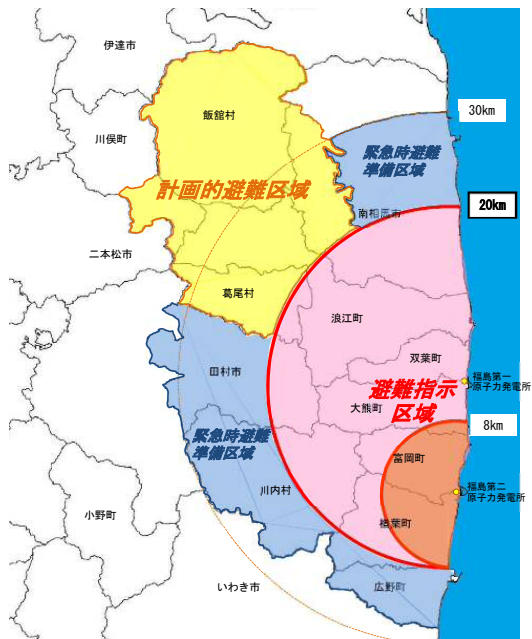 伊達市
飯舘村
30km
川俣町
緊急時避難
準備区域
計画的避難区域
20km
南相馬市
二本松市
葛尾村
浪江町
双葉町
田村市
福島第一
原子力発電所
避難指示
区域
大熊町
8km
緊急時避難
準備区域
富岡町
川内村
福島第二
原子力発電所
小野町
楢葉町
いわき市
広野町